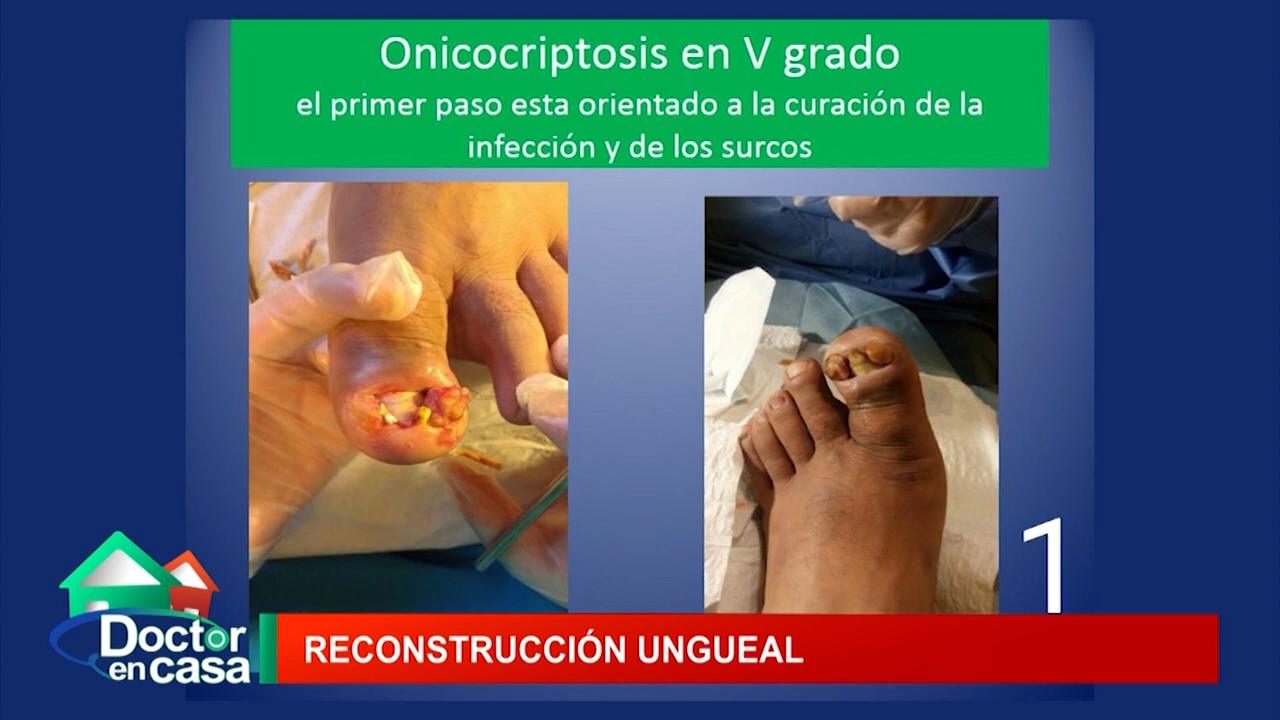 Onicocriptosis en V grado
el primer paso esta orientado a la curación de la
infección y de los surcos
1
Doctor
en casa
RECONSTRUCCIÓN UNGUEAL